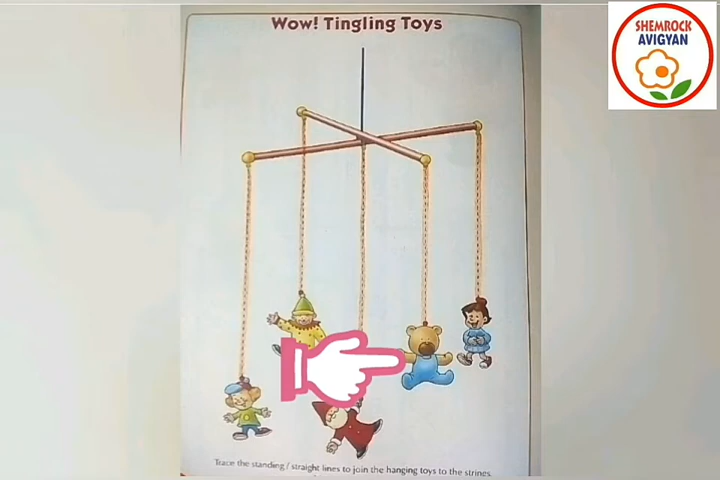 Wow! Tingling Toys
SHEMROCK
AVIGYAN
Trace the standing / straight lines to join the hanging toys to the strings.